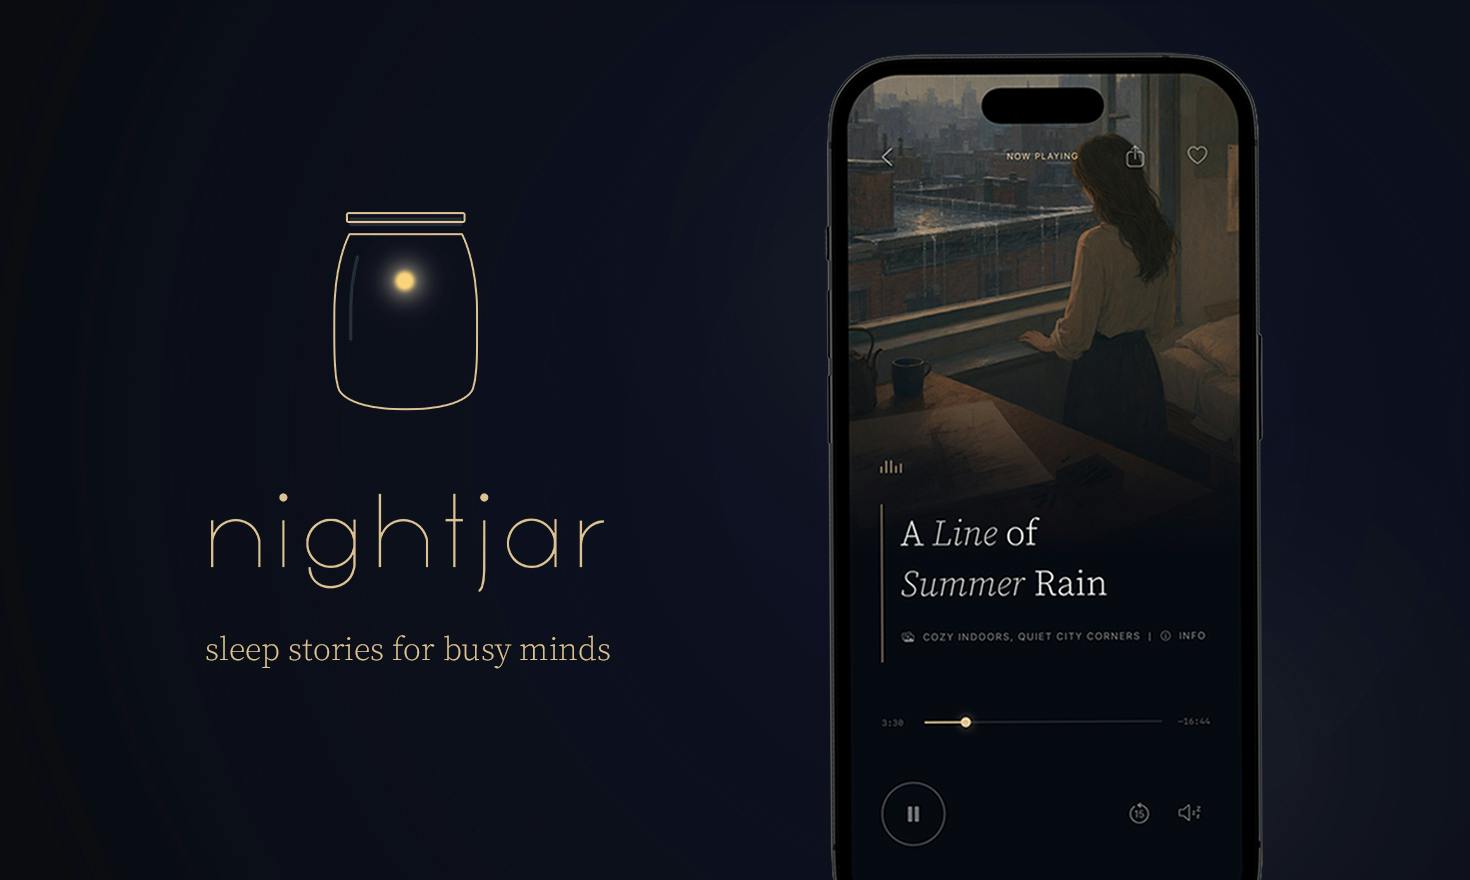 nightjar
sleep stories for busy minds
NOW PLAYING
A Line of
Summer Rain
COZY INDOORS, QUIET CITY CORNERS | INFO
3:30
-16:44
15
zzz